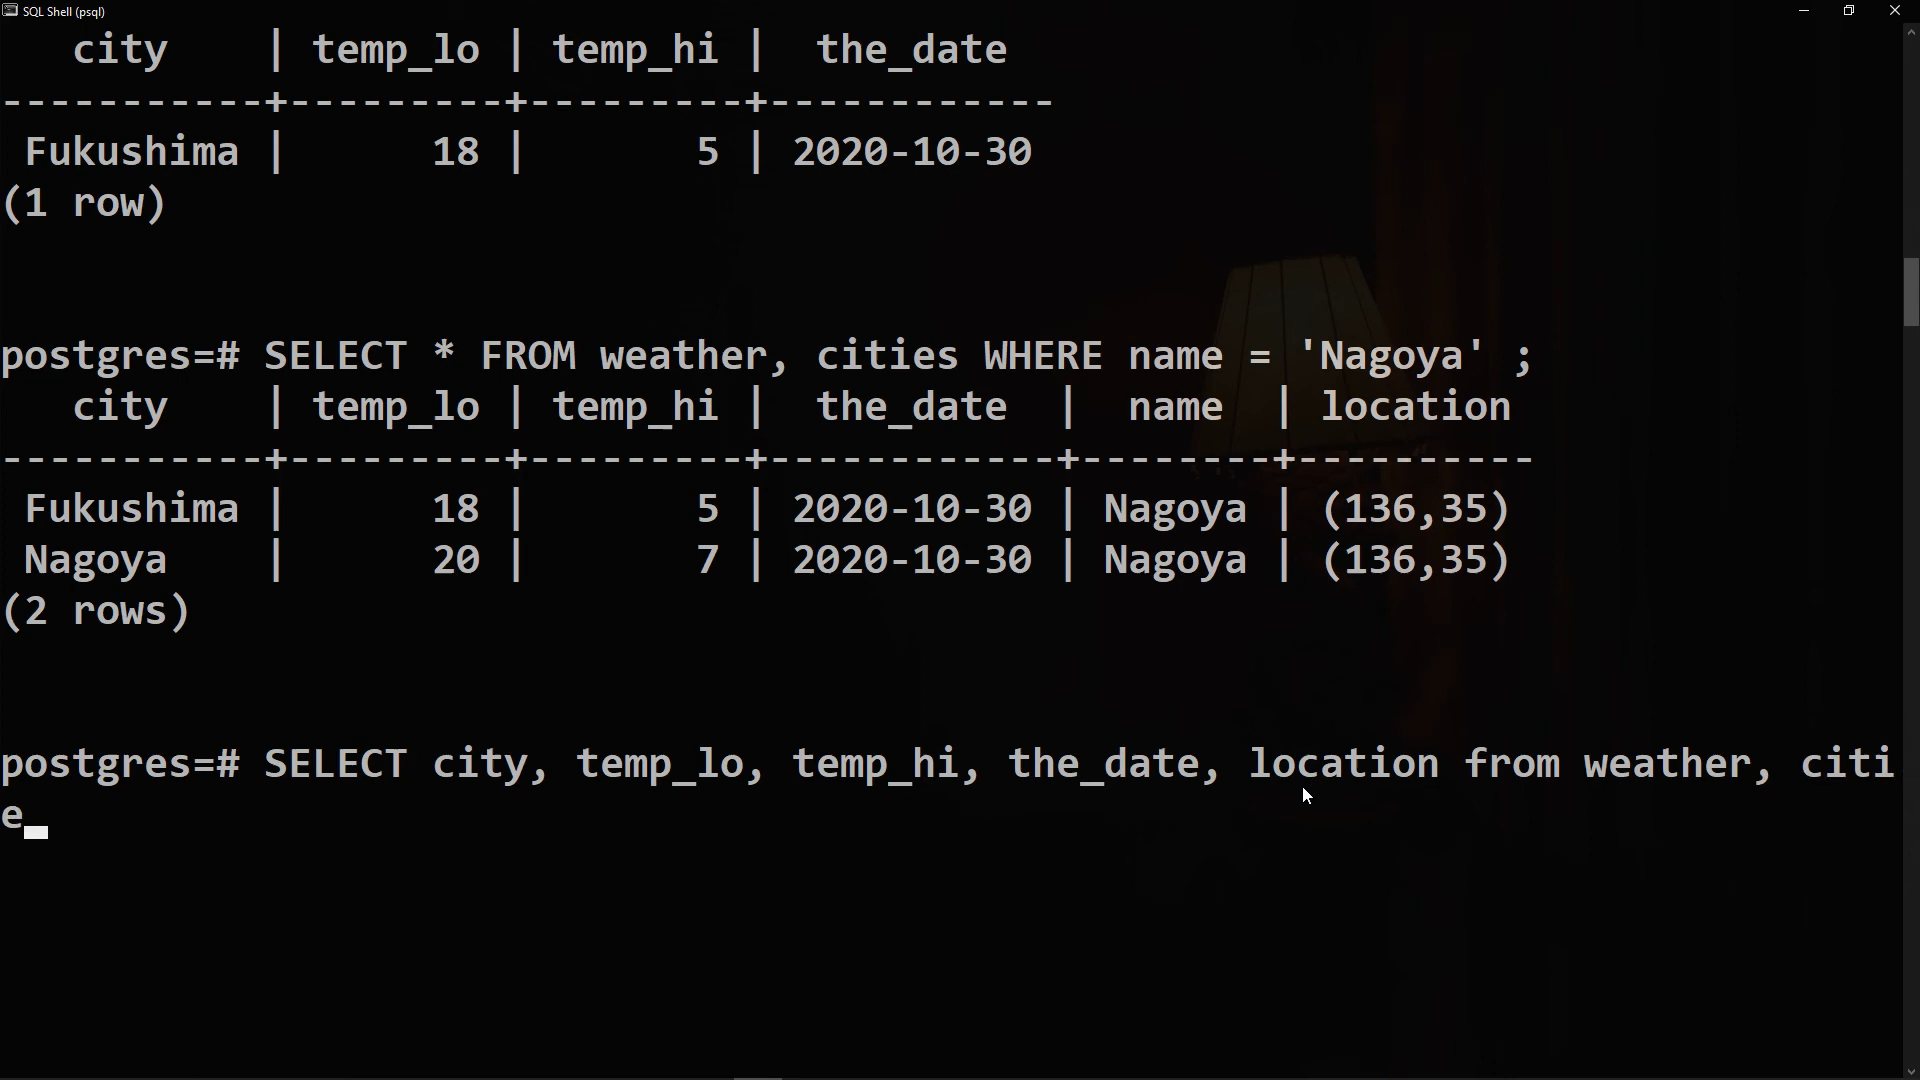 SQL Shell (psql)
city | temp_lo | temp_hi | the_date
-----------+---------+---------+------------
Fukushima | 18 | 5 | 2020-10-30
(1 row)
postgres=# SELECT * FROM weather, cities WHERE name = 'Nagoya' ;
city | temp_lo | temp_hi | the_date | name | location
-----------+---------+---------+------------+--------+----------
Fukushima | 18 | 5 | 2020-10-30 | Nagoya | (136,35)
Nagoya | 20 | 7 | 2020-10-30 | Nagoya | (136,35)
(2 rows)
postgres=# SELECT city, temp_lo, temp_hi, the_date, location from weather, citi
e